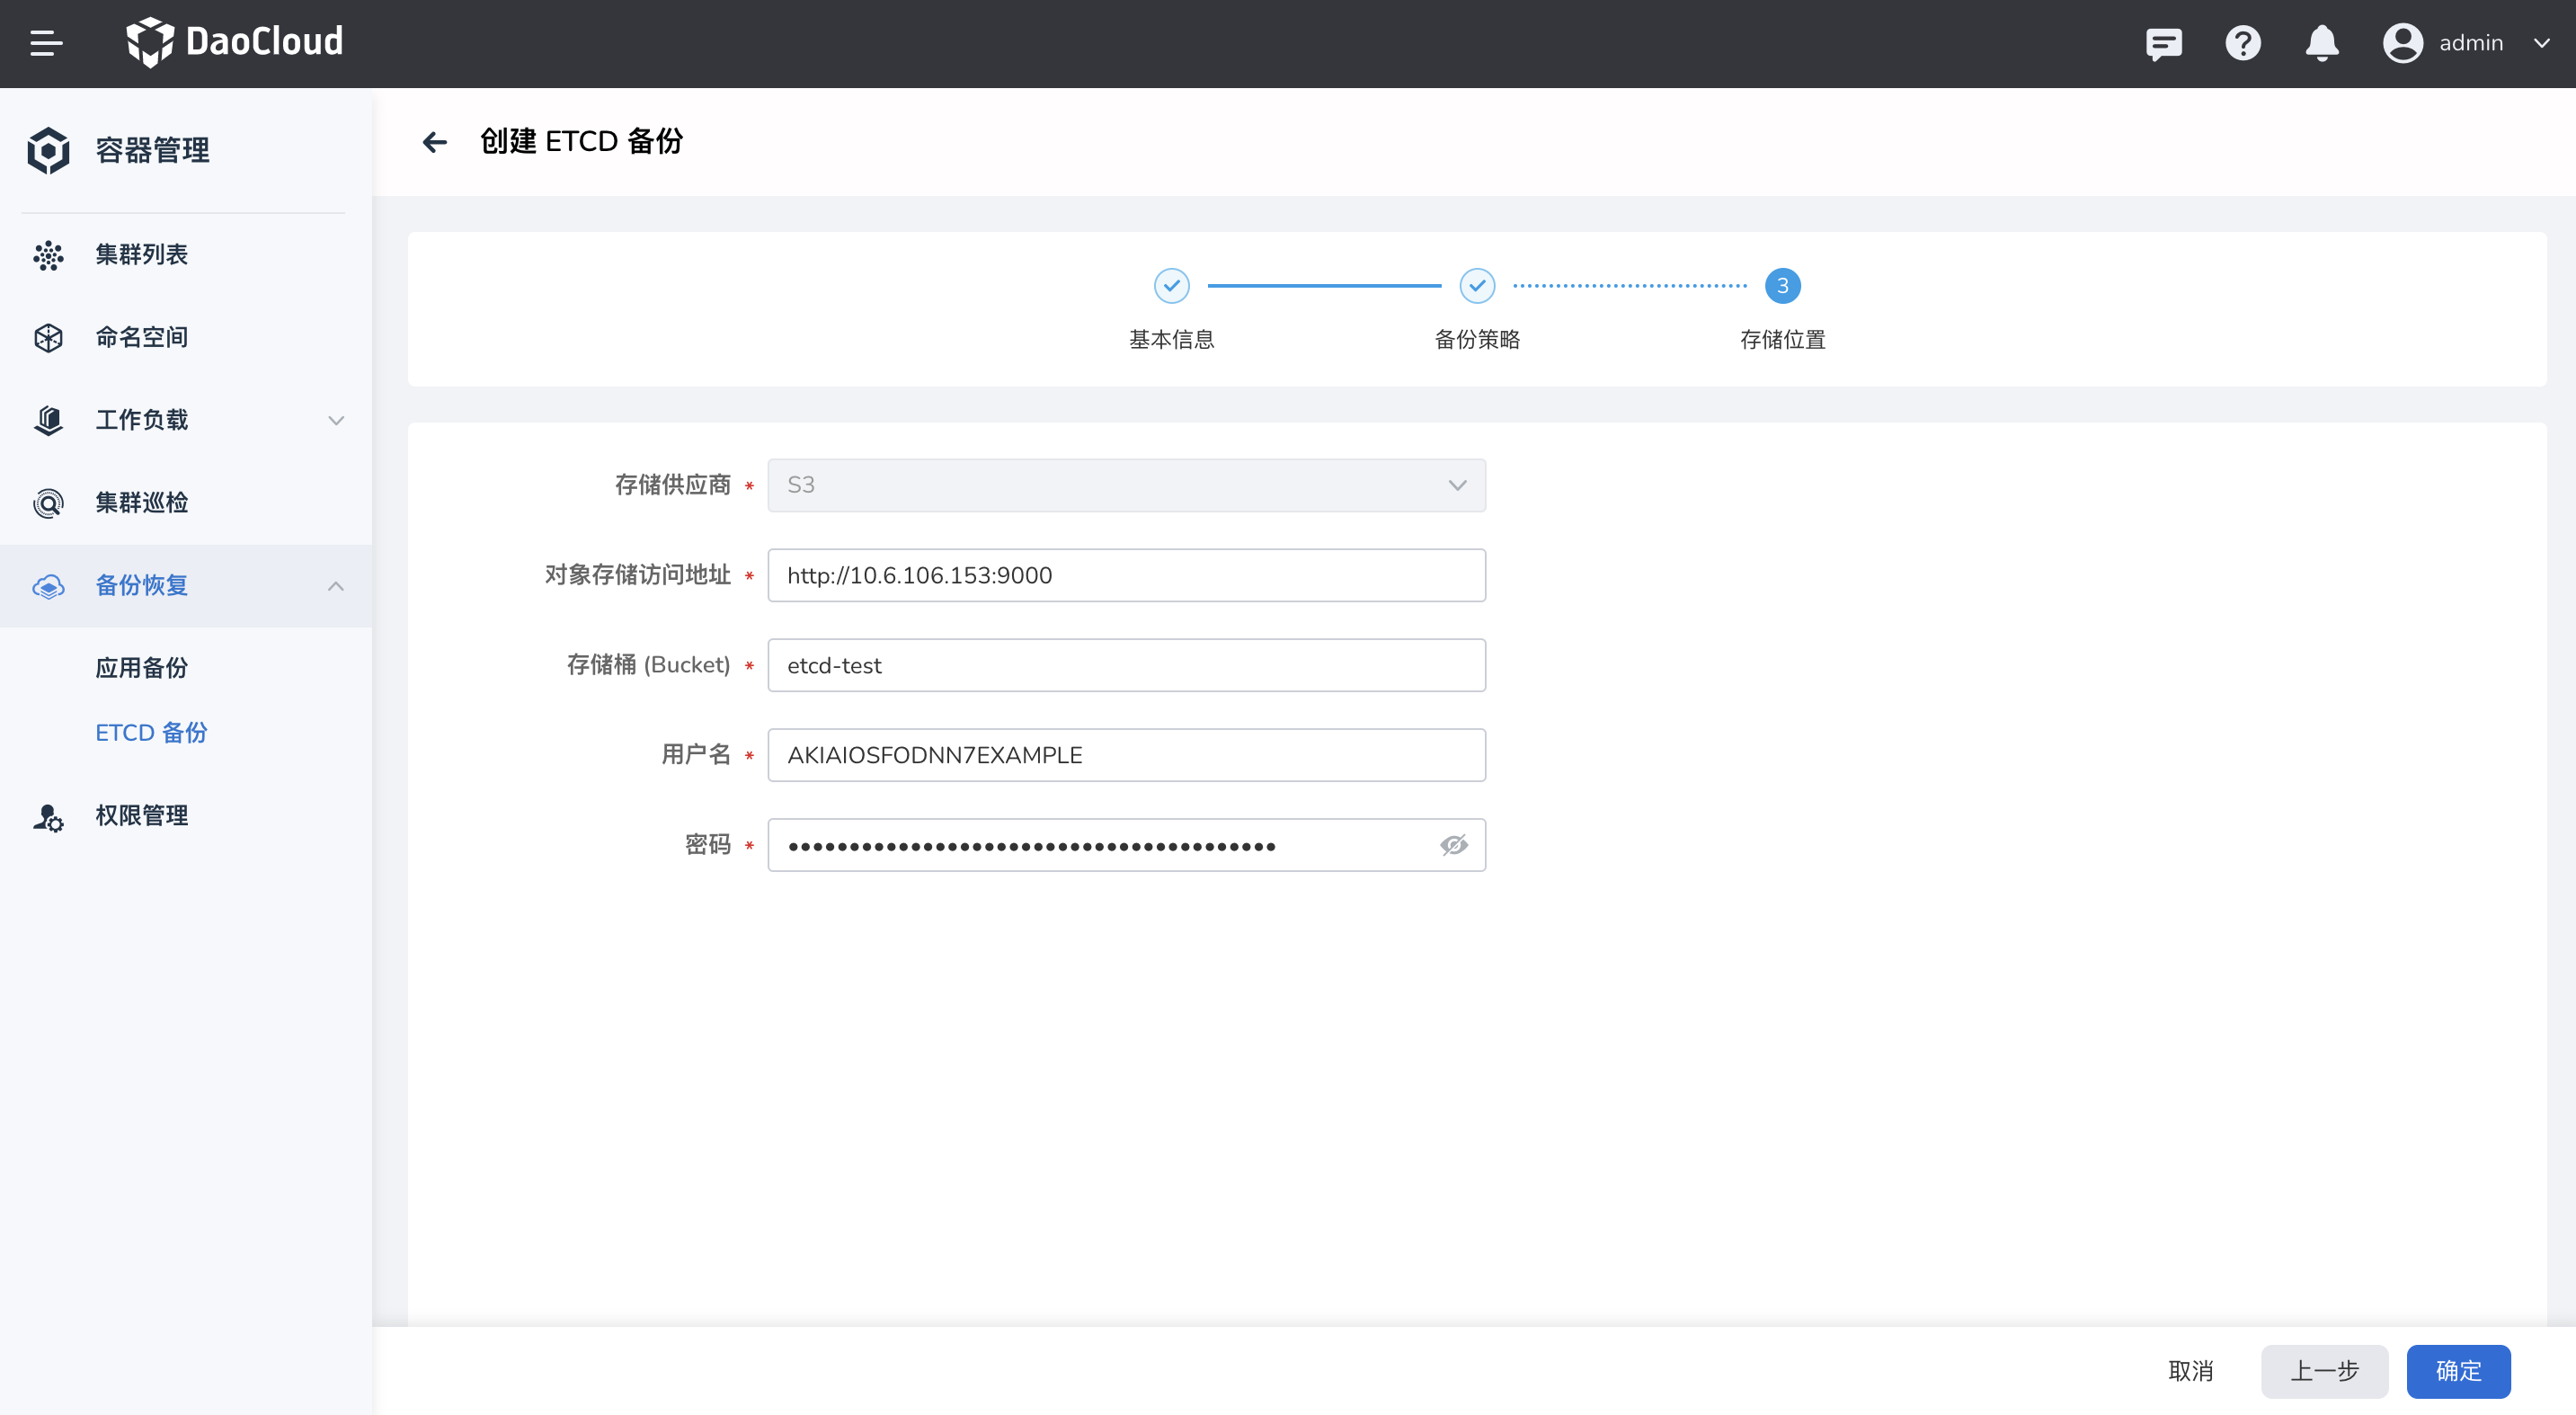 DaoCloud
admin
容器管理
集群列表
命名空间
工作负载
集群巡检
备份恢复
应用备份
ETCD 备份
权限管理
创建 ETCD 备份
3
基本信息
备份策略
存储位置
存储供应商 * S3
对象存储访问地址 * http://10.6.106.153:9000
存储桶 (Bucket) * etcd-test
用户名 * AKIAIOSFODNN7EXAMPLE
密码 * ••••••••••••••••••••••••••••••••••••••••
取消
上一步
确定